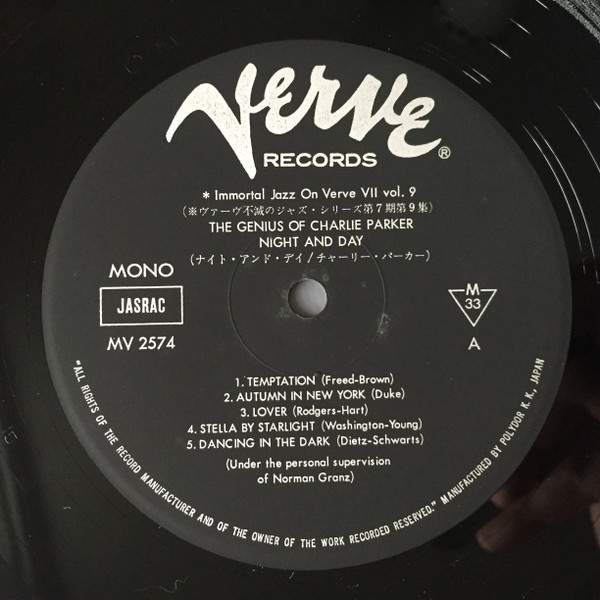 Verve
RECORDS ®
* Immortal Jazz On Verve VII vol. 9
(※ヴァーヴ不滅のジャズ・シリーズ第7期第9集)
THE GENIUS OF CHARLIE PARKER
NIGHT AND DAY
(ナイト・アンド・デイ/チャーリー・パーカー)
MONO
JASRAC
MV 2574
M
33
A
1. TEMPTATION (Freed-Brown)
2. AUTUMN IN NEW YORK (Duke)
3. LOVER (Rodgers-Hart)
4. STELLA BY STARLIGHT (Washington-Young)
5. DANCING IN THE DARK (Dietz-Schwarts)
(Under the personal supervision
of Norman Granz)
"ALL RIGHTS OF THE RECORD MANUFACTURER AND OF THE OWNER OF THE WORK RECORDED RESERVED." MANUFACTURED BY POLYDOR K. K., JAPAN